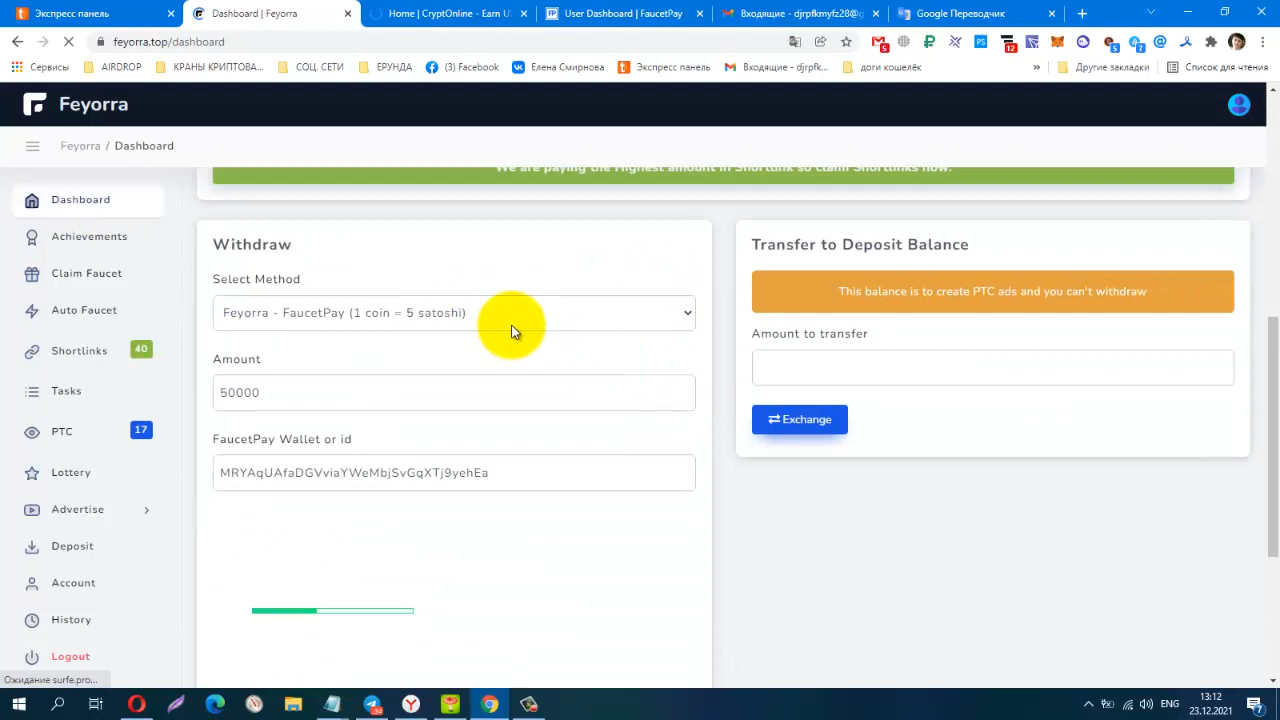 Экспресс панель
Dashboard | Feyorra
Home | CryptOnline - Earn U
User Dashboard | FaucetPay
Входящие - djrpfkmyfz28@
Google Переводчик
feyorra.top/dashboard
5
12
5
7
Сервисы
AIRDROP
КРАНЫ КРИПТОВА...
СОЦ. СЕТИ
ЕРУНДА
(3) Facebook
Елена Смирнова
Экспресс панель
Входящие - djrpfk...
доги кошелёк
»
Другие закладки
Список для чтения
Feyorra
Feyorra / Dashboard
We are paying the Highest amount in Shortlink so claim Shortlinks now.
Dashboard
Achievements
Claim Faucet
Auto Faucet
Shortlinks 40
Tasks
PTC 17
Lottery
Advertise
Deposit
Account
History
Logout
Withdraw
Select Method
Feyorra - FaucetPay (1 coin = 5 satoshi)
Amount
50000
FaucetPay Wallet or id
MRYAqUAfaDGVviaYWeMbjSvGqXTj9yehEa
Transfer to Deposit Balance
This balance is to create PTC ads and you can't withdraw
Amount to transfer
Exchange
Ожидание surfe.pro...
ENG
13:12
23.12.2021
7